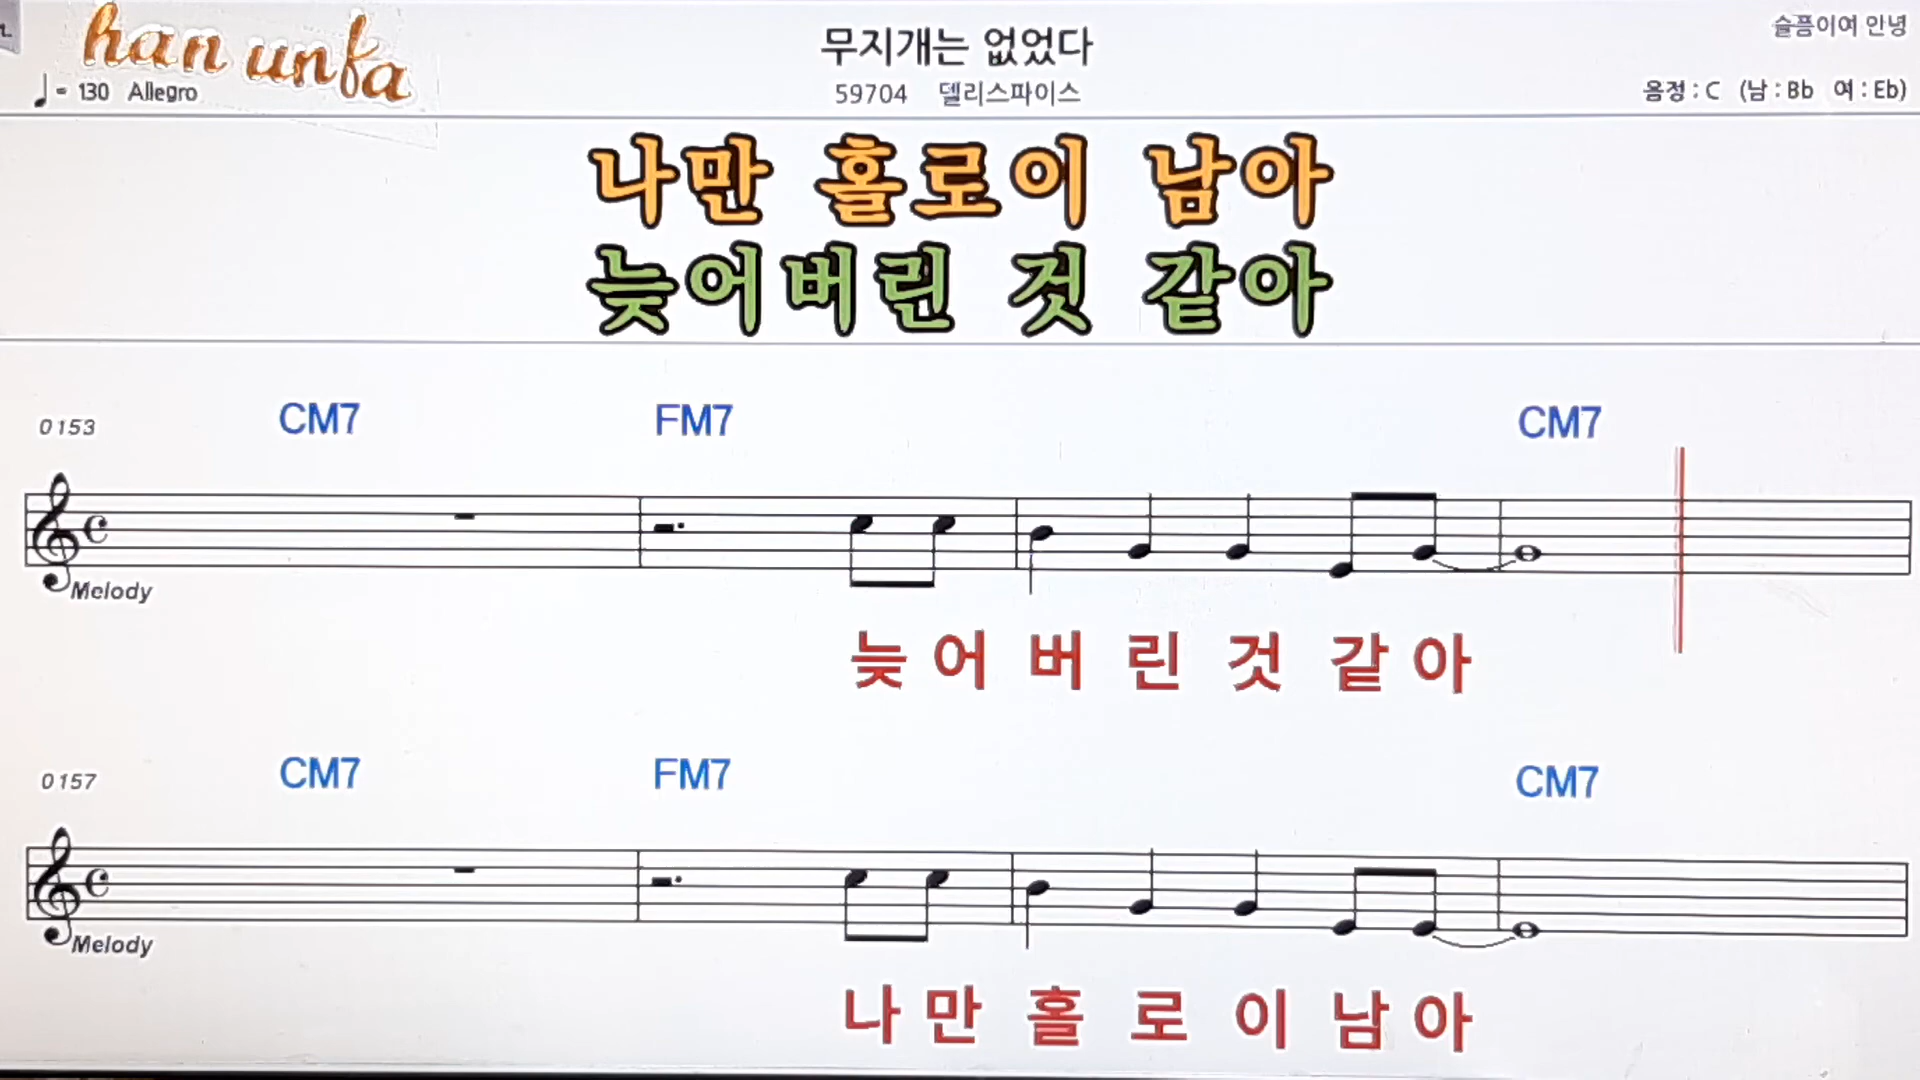 han unfa
♩= 130 Allegro
무지개는 없었다
59704 델리스파이스
슬픔이여 안녕
음정 : C (남 : Bb 여 : Eb)
나만 홀로이 남아
늦어버린 것 같아
0153 CM7 FM7 CM7
Melody
늦 어 버 린 것 같 아
0157 CM7 FM7 CM7
Melody
나 만 홀 로 이 남 아